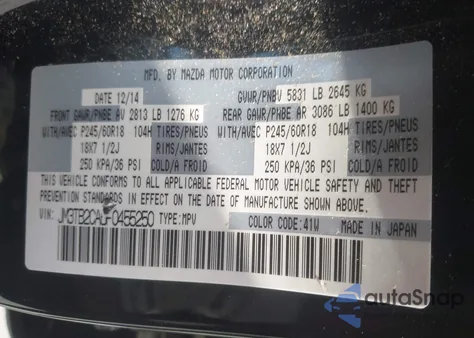 MFD. BY MAZDA MOTOR CORPORATION
DATE 12/14 GVWR/PNBV 5831 LB 2645 KG
FRONT GAWR/PNBE AV 2813 LB 1276 KG REAR GAWR/PNBE AR 3086 LB 1400 KG
WITH/AVEC P245/60R18 104H TIRES/PNEUS WITH/AVEC P245/60R18 104H TIRES/PNEUS
18X7 1/2J RIMS/JANTES 18X7 1/2J RIMS/JANTES
250 KPA/36 PSI COLD/A FROID 250 KPA/36 PSI COLD/A FROID
THIS VEHICLE CONFORMS TO ALL APPLICABLE FEDERAL MOTOR VEHICLE SAFETY AND THEFT
PREVENTION STANDARDS IN EFFECT ON THE DATE OF MANUFACTURE SHOWN ABOVE.
VIN: TYPE: MPV COLOR CODE: 41W MADE IN JAPAN
autoSnap